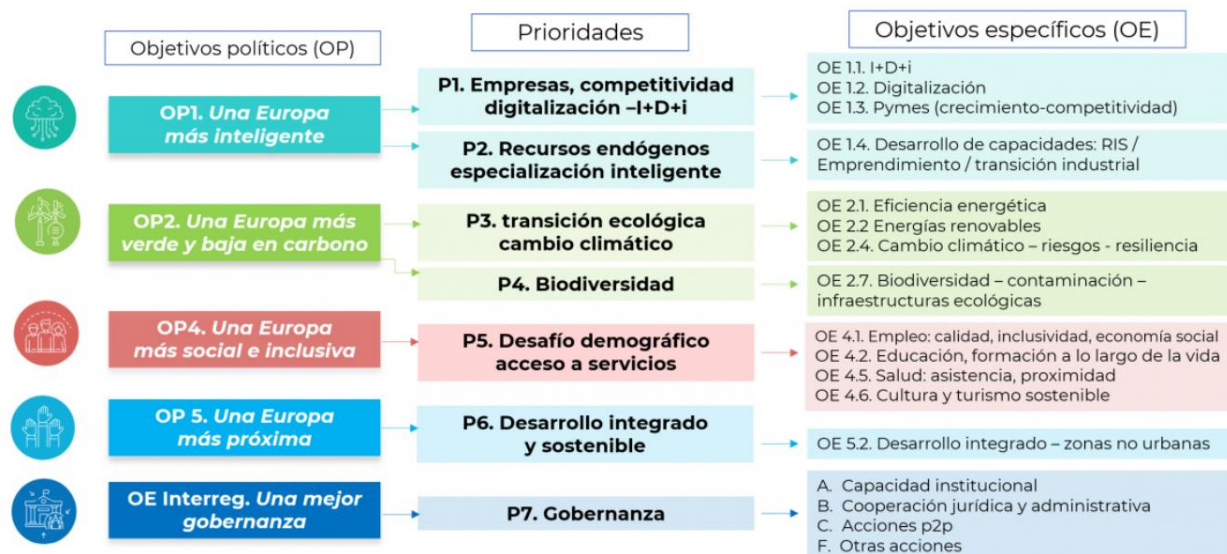 Objetivos políticos (OP)
Prioridades
Objetivos específicos (OE)
OP1. Una Europa
más inteligente
P1. Empresas, competitividad
digitalización –I+D+i
OE 1.1. I+D+i
OE 1.2. Digitalización
OE 1.3. Pymes (crecimiento-competitividad)
P2. Recursos endógenos
especialización inteligente
OE 1.4. Desarrollo de capacidades: RIS /
Emprendimiento / transición industrial
OP2. Una Europa más
verde y baja en carbono
P3. transición ecológica
cambio climático
OE 2.1. Eficiencia energética
OE 2.2 Energías renovables
OE 2.4. Cambio climático – riesgos - resiliencia
P4. Biodiversidad
OE 2.7. Biodiversidad – contaminación –
infraestructuras ecológicas
OP4. Una Europa
más social e inclusiva
P5. Desafío demográfico
acceso a servicios
OE 4.1. Empleo: calidad, inclusividad, economía social
OE 4.2. Educación, formación a lo largo de la vida
OE 4.5. Salud: asistencia, proximidad
OE 4.6. Cultura y turismo sostenible
OP 5. Una Europa
más próxima
P6. Desarrollo integrado
y sostenible
OE 5.2. Desarrollo integrado – zonas no urbanas
OE Interreg. Una mejor
gobernanza
P7. Gobernanza
A. Capacidad institucional
B. Cooperación jurídica y administrativa
C. Acciones p2p
F. Otras acciones